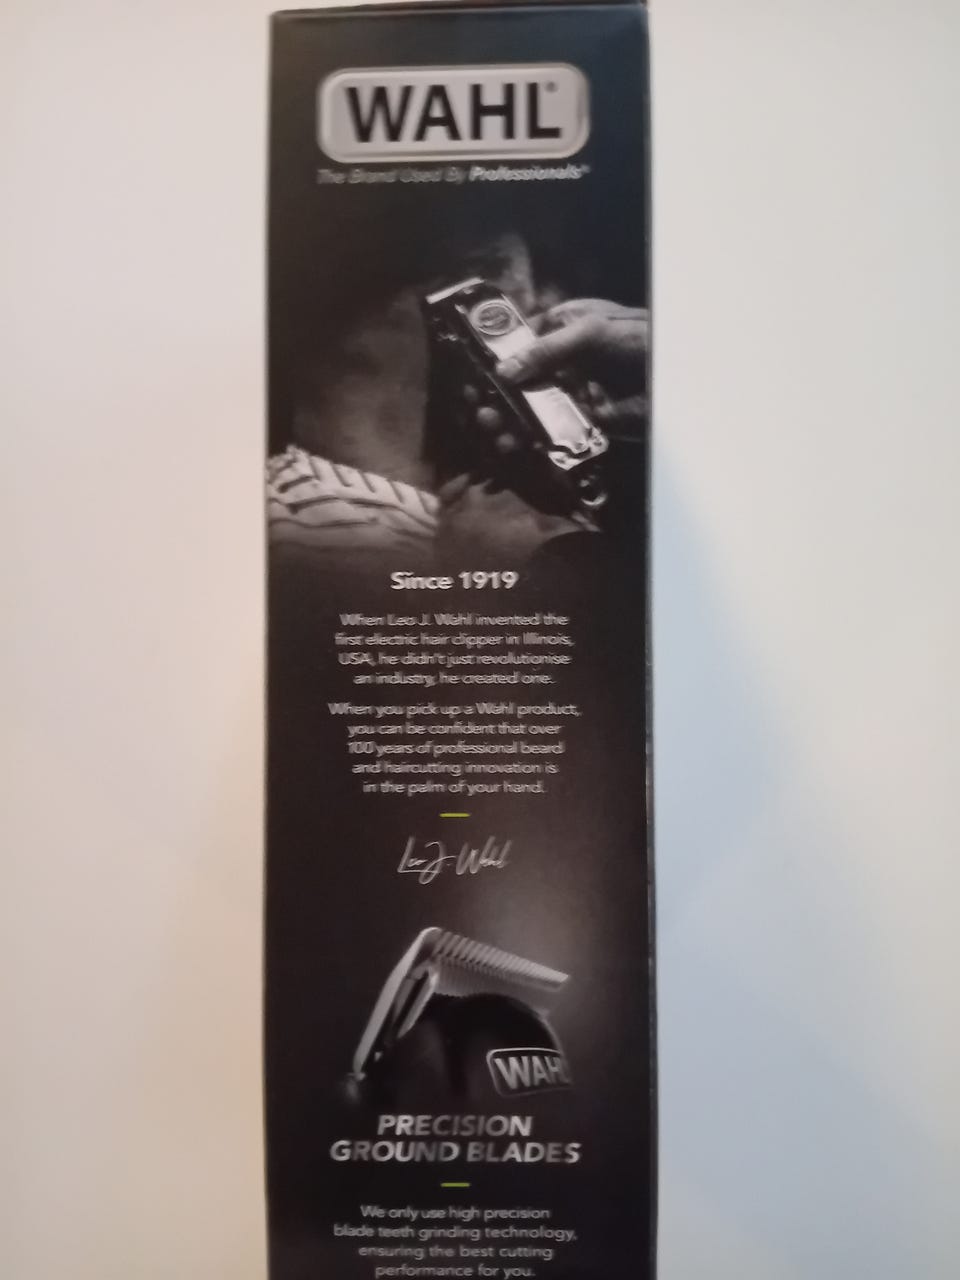 WAHL®
The Brand Used By Professionals®
Since 1919
When Leo J. Wahl invented the
first electric hair clipper in Illinois,
USA, he didn't just revolutionise
an industry, he created one.
When you pick up a Wahl product,
you can be confident that over
100 years of professional beard
and haircutting innovation is
in the palm of your hand.
Leo J. Wahl
WAHL
PRECISION
GROUND BLADES
We only use high precision
blade teeth grinding technology,
ensuring the best cutting
performance for you.